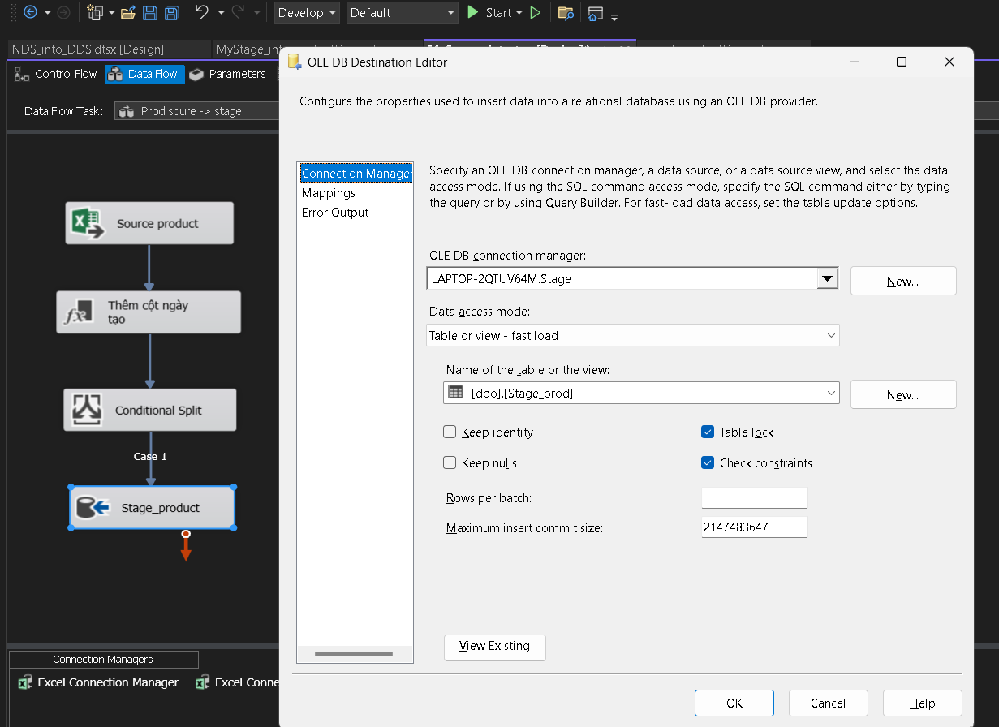 Develop
Default
Start
NDS_into_DDS.dtsx [Design]
Control Flow
Data Flow
Parameters
Data Flow Task:
Prod soure -> stage
Source product
Thêm cột ngày
tạo
Conditional Split
Case 1
Stage_product
Connection Managers
Excel Connection Manager
Excel Conne
OLE DB Destination Editor
Configure the properties used to insert data into a relational database using an OLE DB provider.
Connection Manager
Mappings
Error Output
Specify an OLE DB connection manager, a data source, or a data source view, and select the data
access mode. If using the SQL command access mode, specify the SQL command either by typing
the query or by using Query Builder. For fast-load data access, set the table update options.
OLE DB connection manager:
LAPTOP-2QTUV64M.Stage
New...
Data access mode:
Table or view - fast load
Name of the table or the view:
[dbo].[Stage_prod]
New...
Keep identity
Table lock
Keep nulls
Check constraints
Rows per batch:
Maximum insert commit size:
2147483647
View Existing
OK
Cancel
Help